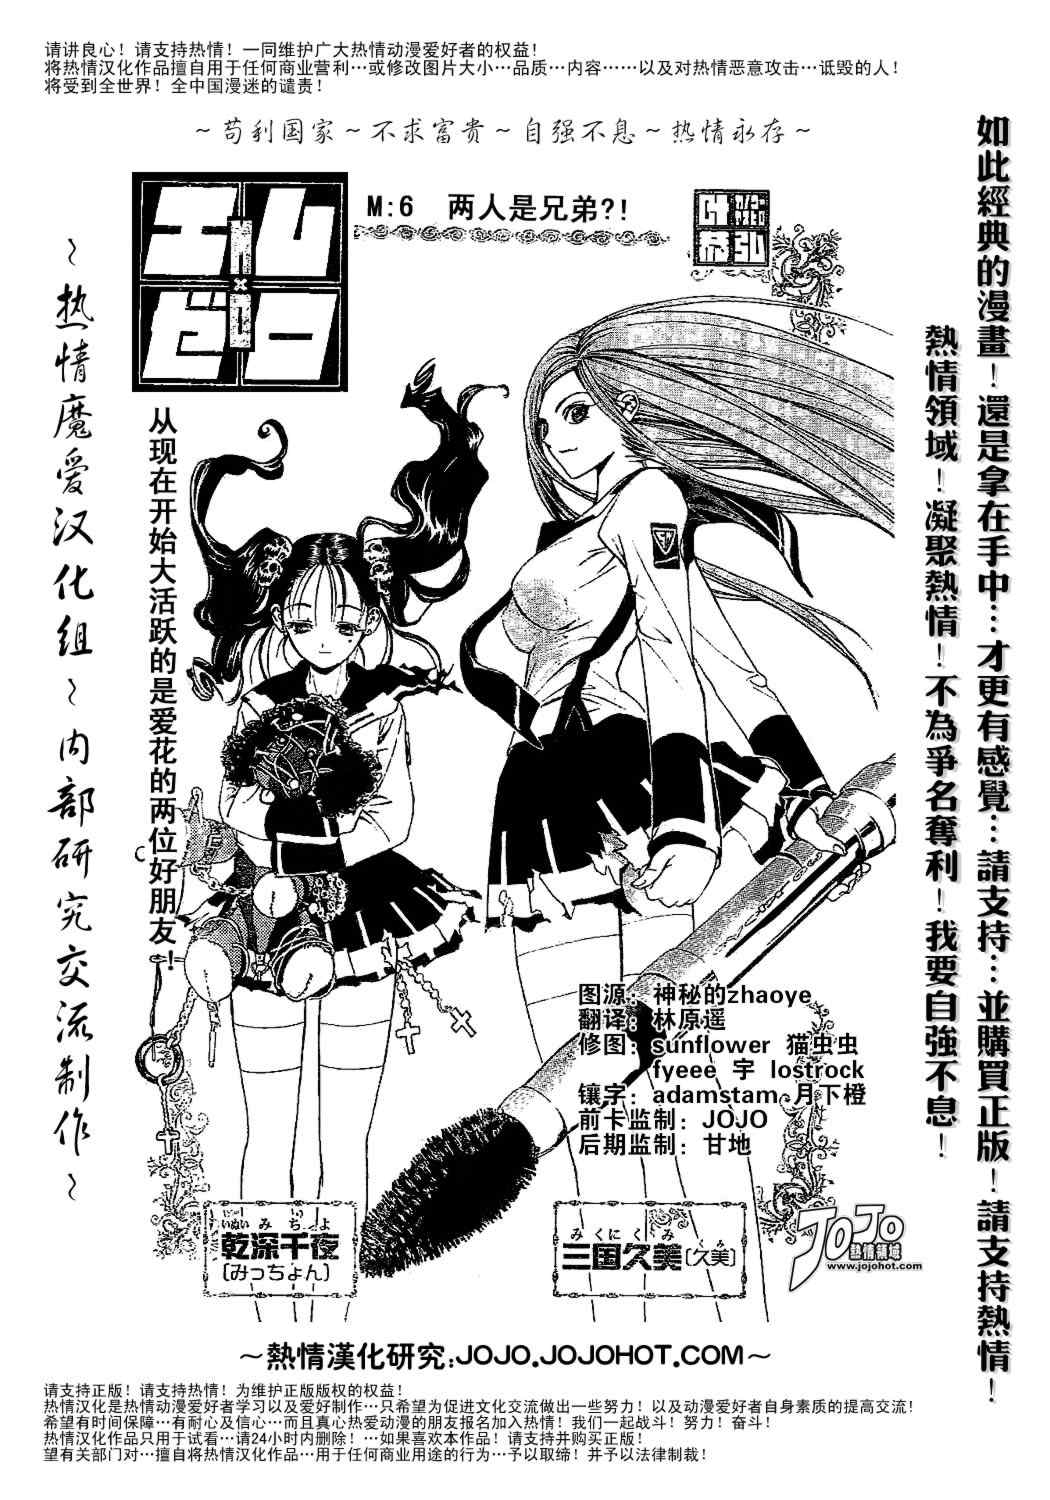 请讲良心！请支持热情！一同维护广大热情动漫爱好者的权益！
将热情汉化作品擅自用于任何商业营利…或修改图片大小…品质…内容……以及对热情恶意攻击…诋毁的人！
将受到全世界！全中国漫迷的谴责！
～苟利国家～不求富贵～自强不息～热情永存～
如此經典的漫畫！還是拿在手中…才更有感覺…請支持…並購買正版！請支持熱情！
熱情領域！凝聚熱情！不為爭名奪利！我要自強不息！
エム
ゼロ
M:6 两人是兄弟?!
～热情魔爱汉化组～内部研究交流制作～
从现在开始大活跃的是爱花的两位好朋友！
图源：神秘的zhaoye
翻译：林原遥
修图：sunflower 猫虫虫
fyeee 宇 lostrock
镶字：adamstam 月下橙
前卡监制：JOJO
后期监制：甘地
いぬい み ち よ
乾深千夜
〔みっちょん〕
み くに く み
三国久美〔久美〕
くみ
JOJO
熱情領域
www.jojohot.com
～熱情漢化研究:JOJO.JOJOHOT.COM～
请支持正版！请支持热情！为维护正版版权的权益！
热情汉化是热情动漫爱好者学习以及爱好制作…只希望为促进文化交流做出一些努力！以及动漫爱好者自身素质的提高交流！
希望有时间保障…有耐心及信心…而且真心热爱动漫的朋友报名加入热情！我们一起战斗！努力！奋斗！
热情汉化作品只用于试看…请24小时内删除！…如果喜欢本作品！请支持并购买正版！
望有关部门对…擅自将热情汉化作品…用于任何商业用途的行为…予以取缔！并予以法律制裁！